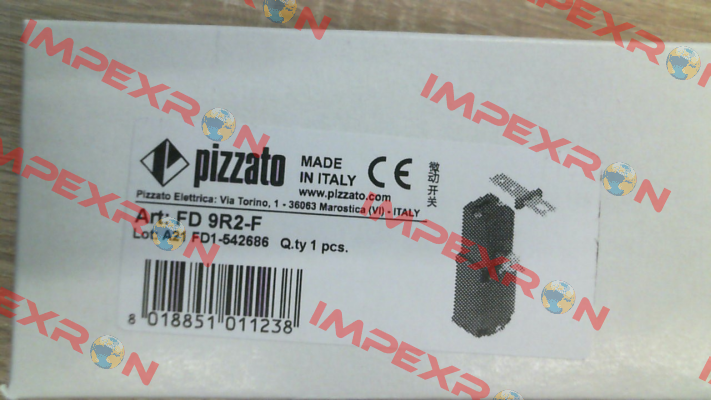 pizzato
MADE
IN ITALY
www.pizzato.com
CE
微动开关
Pizzato Elettrica: Via Torino, 1 - 36063 Marostica (VI) - ITALY
Art: FD 9R2-F
Lot: A21 FD1-542686 Q.ty 1 pcs.
8 018851 011238
IMPEXRON
IMPEXRON
IMPEXRON
IMPEXRON
IMPEXRON
IMPEXRON